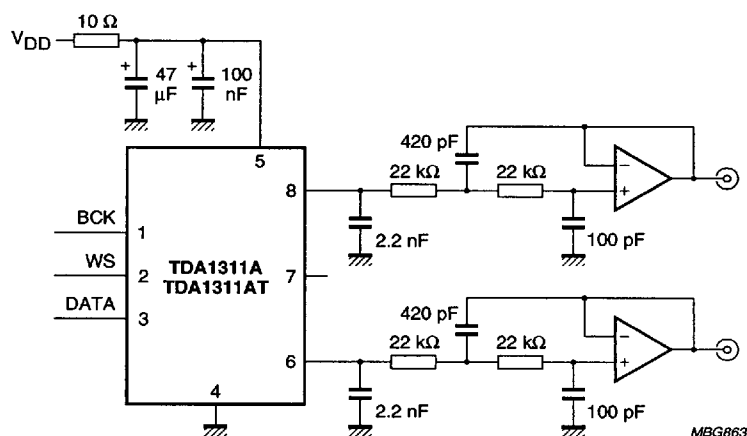 10 Ω
VDD
+
47
μF
+
100
nF
5
420 pF
22 kΩ
22 kΩ
−
+
8
2.2 nF
100 pF
BCK
1
WS
2
TDA1311A
TDA1311AT
7
DATA
3
420 pF
22 kΩ
22 kΩ
−
+
6
2.2 nF
100 pF
4
MBG863